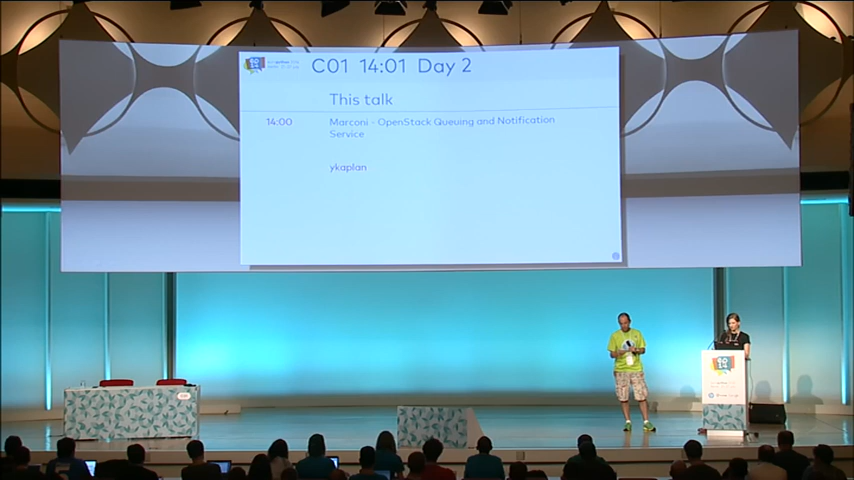 C01 14:01 Day 2
This talk
14:00
Marconi - OpenStack Queuing and Notification
Service
ykaplan